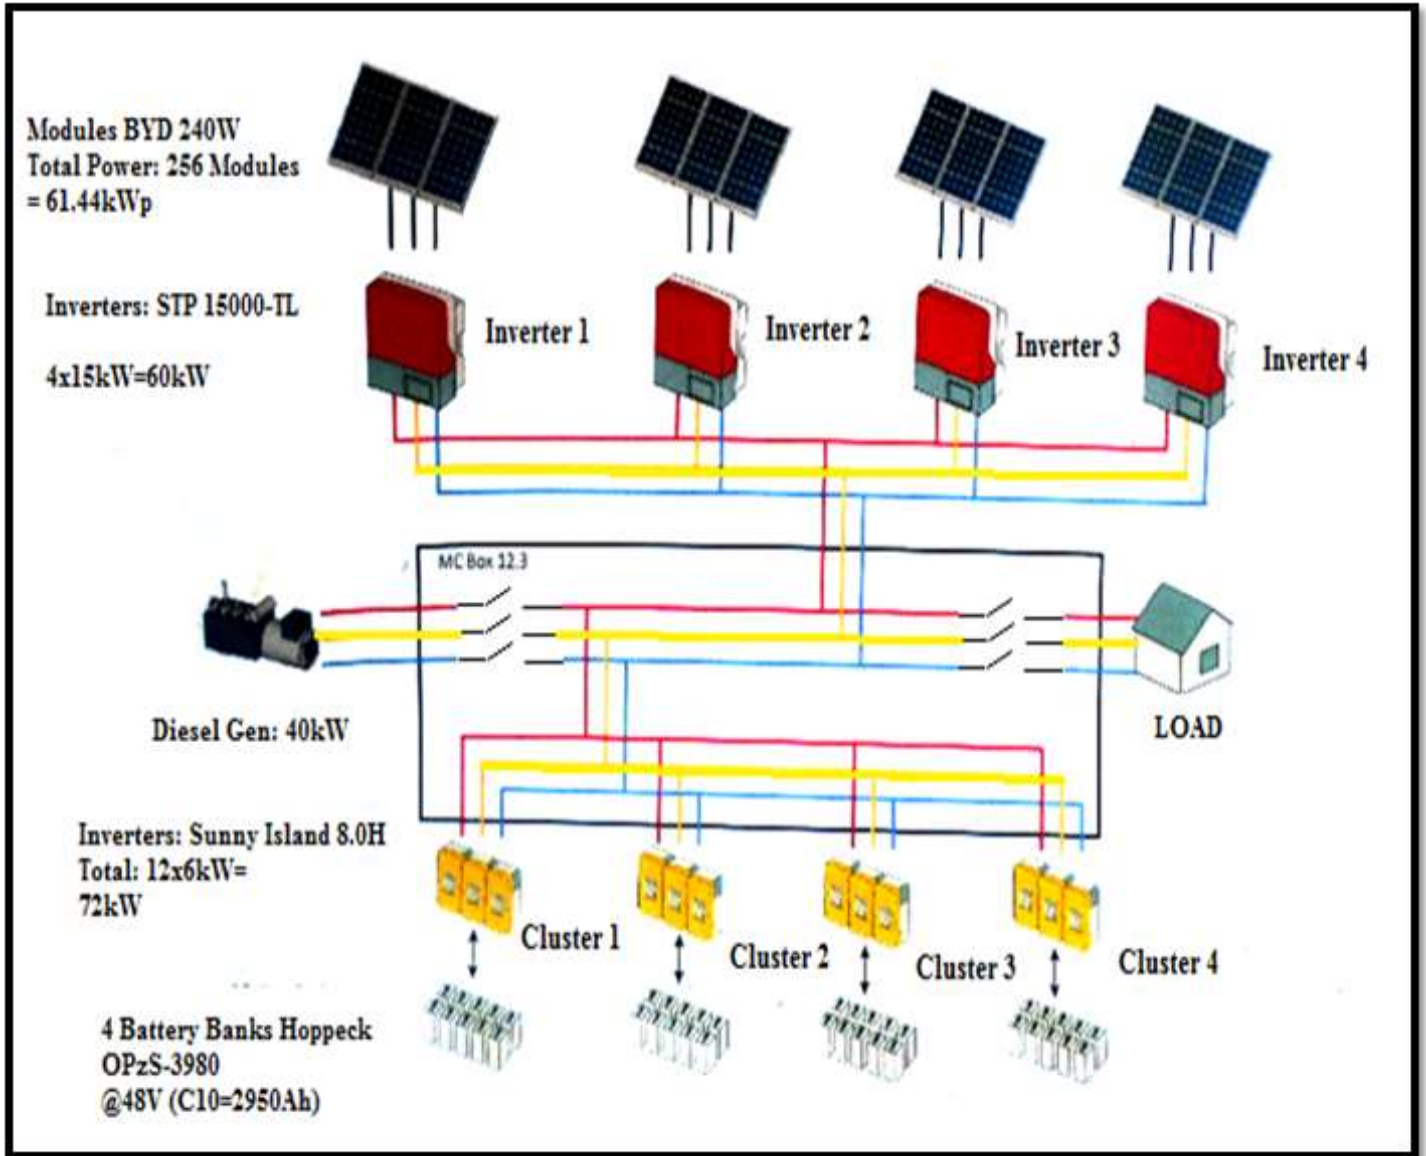 Modules BYD 240W
Total Power: 256 Modules
= 61.44kWp
Inverters: STP 15000-TL
4x15kW=60kW
Inverter 1
Inverter 2
Inverter 3
Inverter 4
MC Box 12.3
Diesel Gen: 40kW
LOAD
Inverters: Sunny Island 8.0H
Total: 12x6kW=
72kW
Cluster 1
Cluster 2
Cluster 3
Cluster 4
4 Battery Banks Hoppeck
OPzS-3980
@48V (C10=2950Ah)